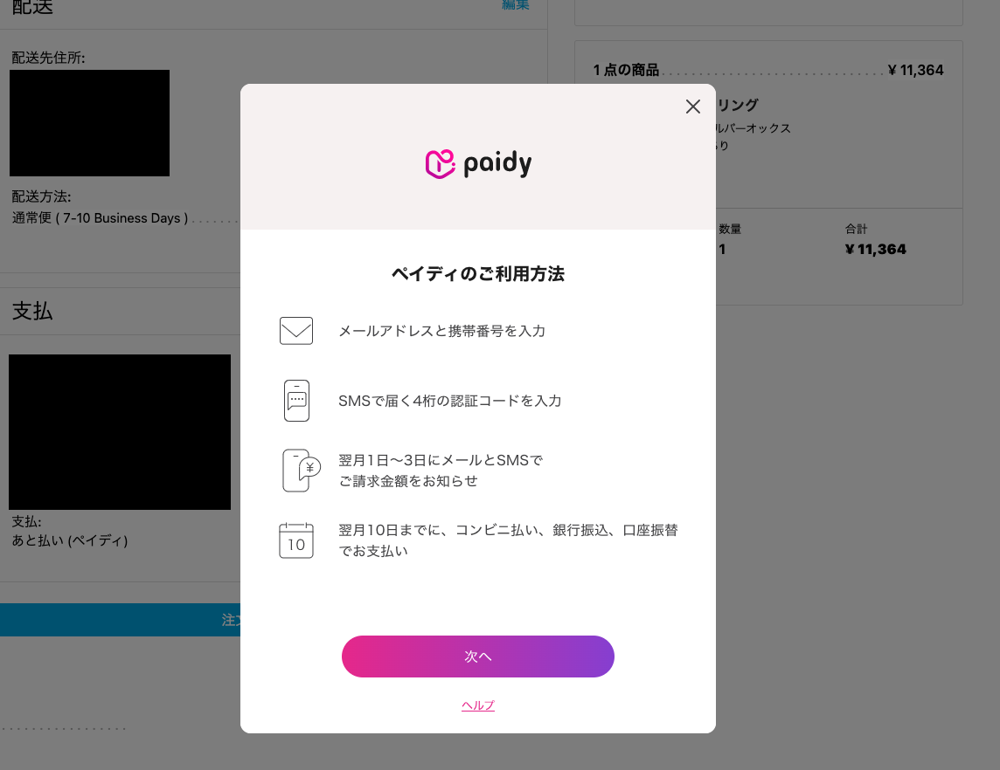 配送
編集
配送先住所:
配送方法:
通常便 ( 7-10 Business Days )
支払
支払:
あと払い (ペイディ)
1 点の商品
¥ 11,364
リング
ルバーオックス
数量
1
合計
¥ 11,364
paidy
ペイディのご利用方法
メールアドレスと携帯番号を入力
SMSで届く4桁の認証コードを入力
¥
翌月1日〜3日にメールとSMSで
ご請求金額をお知らせ
10
翌月10日までに、コンビニ払い、銀行振込、口座振替
でお支払い
次へ
ヘルプ